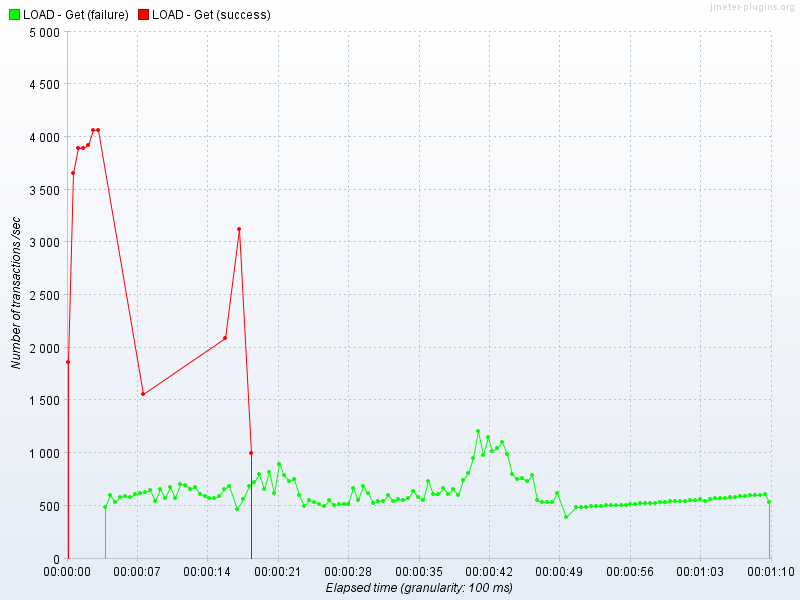 LOAD - Get (failure) LOAD - Get (success)
jmeter-plugins.org
5 000
4 500
4 000
3 500
3 000
2 500
2 000
1 500
1 000
500
0
Number of transactions /sec
00:00:00 00:00:07 00:00:14 00:00:21 00:00:28 00:00:35 00:00:42 00:00:49 00:00:56 00:01:03 00:01:10
Elapsed time (granularity: 100 ms)